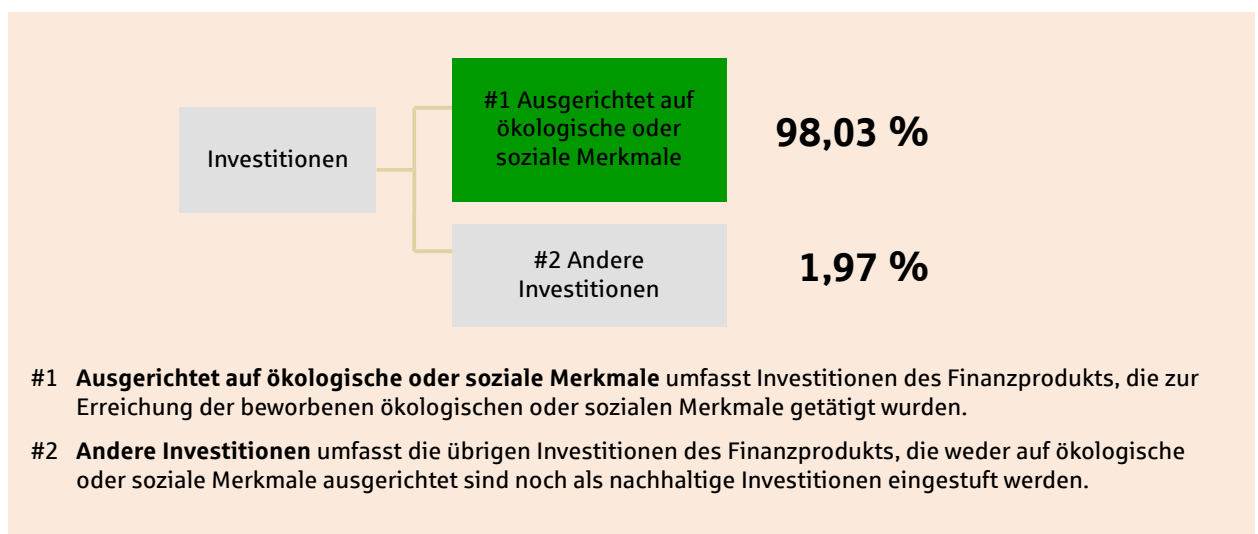 #1 Ausgerichtet auf
ökologische oder
soziale Merkmale
98,03 %
Investitionen
#2 Andere
Investitionen
1,97 %
#1 Ausgerichtet auf ökologische oder soziale Merkmale umfasst Investitionen des Finanzprodukts, die zur
Erreichung der beworbenen ökologischen oder sozialen Merkmale getätigt wurden.
#2 Andere Investitionen umfasst die übrigen Investitionen des Finanzprodukts, die weder auf ökologische
oder soziale Merkmale ausgerichtet sind noch als nachhaltige Investitionen eingestuft werden.